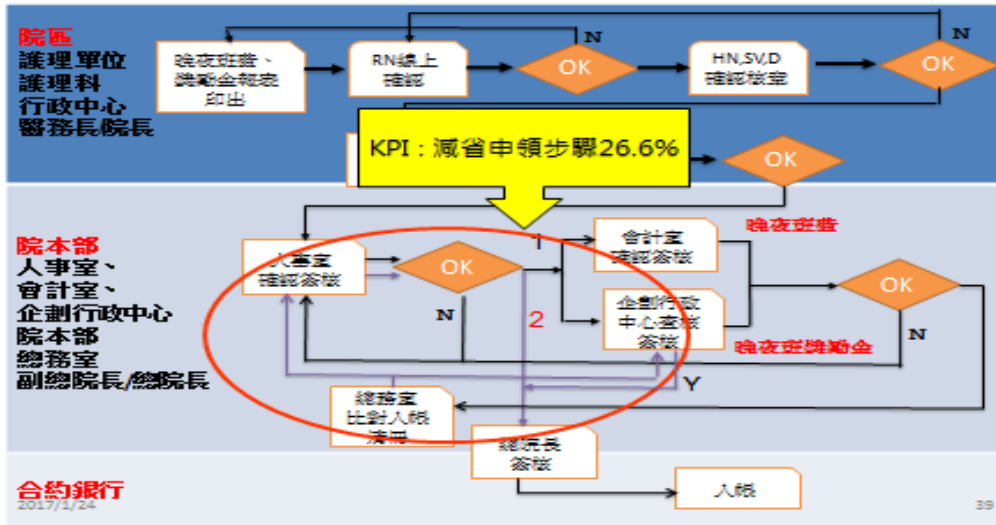 院區
護理單位
護理科
行政中心
醫務長/院長
晚夜班費、
獎勵金報表
印出
RN線上
確認
OK
N
HN,SV,D
確認核章
OK
N
KPI：減省申領步驟26.6%
OK
院本部
人事室、
會計室、
企劃行政中心
院本部
總務室
副總院長/總院長
人事室
確認簽核
OK
N
1
2
會計室
確認簽核
企劃行政
中心查核
簽核
晚夜班費
晚夜班獎勵金
OK
N
Y
總務室
比對入帳
清冊
總院長
簽核
合約銀行
入帳
2017/1/24
39